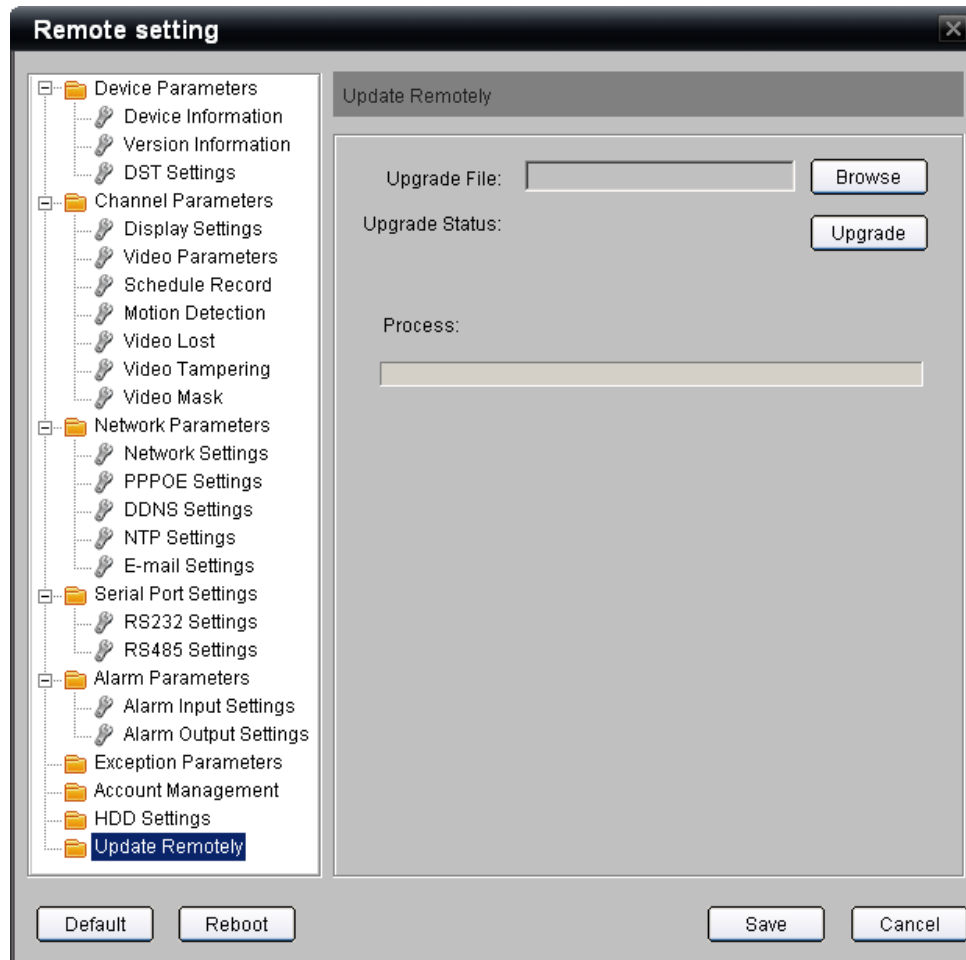 Remote setting
Device Parameters
Device Information
Version Information
DST Settings
Channel Parameters
Display Settings
Video Parameters
Schedule Record
Motion Detection
Video Lost
Video Tampering
Video Mask
Network Parameters
Network Settings
PPPOE Settings
DDNS Settings
NTP Settings
E-mail Settings
Serial Port Settings
RS232 Settings
RS485 Settings
Alarm Parameters
Alarm Input Settings
Alarm Output Settings
Exception Parameters
Account Management
HDD Settings
Update Remotely
Update Remotely
Upgrade File:
Browse
Upgrade Status:
Upgrade
Process:
Default
Reboot
Save
Cancel